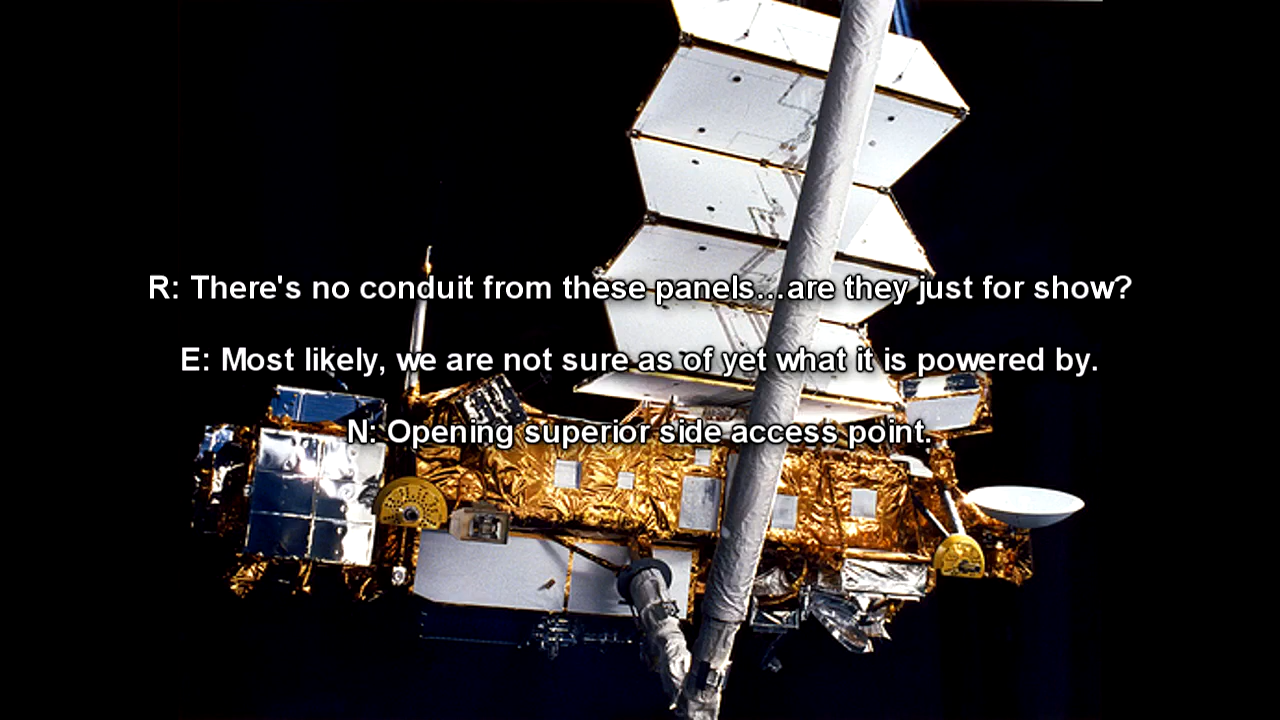 R: There's no conduit from these panels...are they just for show?
E: Most likely, we are not sure as of yet what it is powered by.
N: Opening superior side access point.